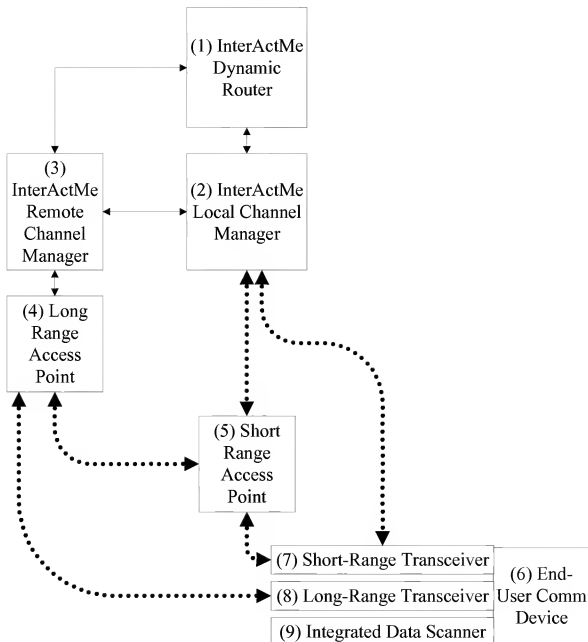 (1) InterActMe
Dynamic
Router
(3)
InterActMe
Remote
Channel
Manager
(2) InterActMe
Local Channel
Manager
(4) Long
Range
Access
Point
(5) Short
Range
Access
Point
(7) Short-Range Transceiver
(8) Long-Range Transceiver
(9) Integrated Data Scanner
(6) End-
User Comm
Device